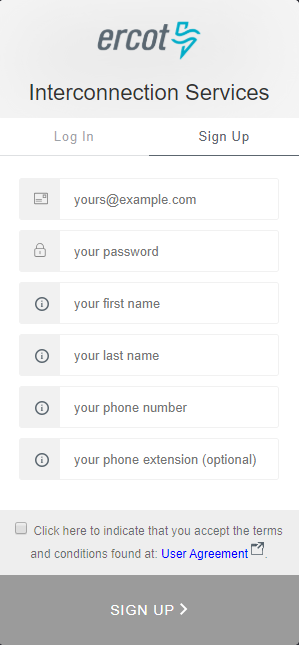 ercot
Interconnection Services
Log In Sign Up
yours@example.com
your password
your first name
your last name
your phone number
your phone extension (optional)
Click here to indicate that you accept the terms
and conditions found at: User Agreement.
SIGN UP